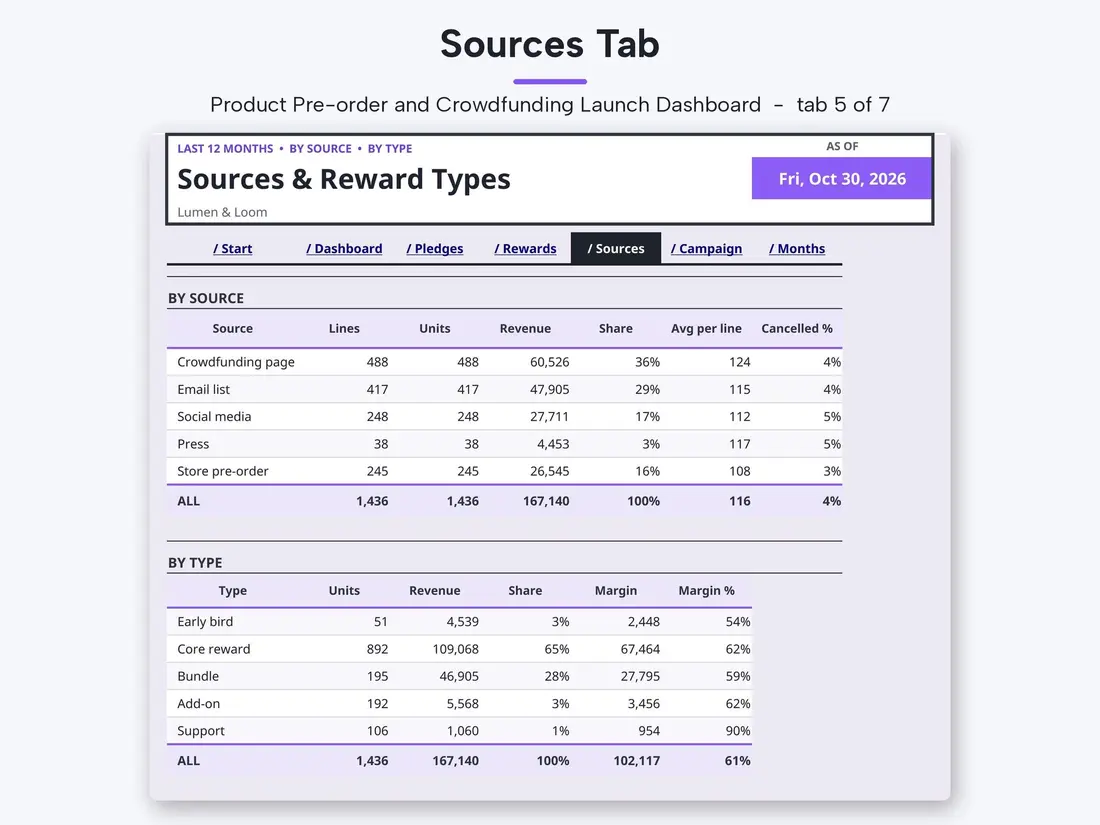 Sources Tab
Product Pre-order and Crowdfunding Launch Dashboard - tab 5 of 7
LAST 12 MONTHS • BY SOURCE • BY TYPE
AS OF
Sources & Reward Types
Fri, Oct 30, 2026
Lumen & Loom
/ Start / Dashboard / Pledges / Rewards / Sources / Campaign / Months
BY SOURCE
Source Lines Units Revenue Share Avg per line Cancelled %
Crowdfunding page 488 488 60,526 36% 124 4%
Email list 417 417 47,905 29% 115 4%
Social media 248 248 27,711 17% 112 5%
Press 38 38 4,453 3% 117 5%
Store pre-order 245 245 26,545 16% 108 3%
ALL 1,436 1,436 167,140 100% 116 4%
BY TYPE
Type Units Revenue Share Margin Margin %
Early bird 51 4,539 3% 2,448 54%
Core reward 892 109,068 65% 67,464 62%
Bundle 195 46,905 28% 27,795 59%
Add-on 192 5,568 3% 3,456 62%
Support 106 1,060 1% 954 90%
ALL 1,436 167,140 100% 102,117 61%